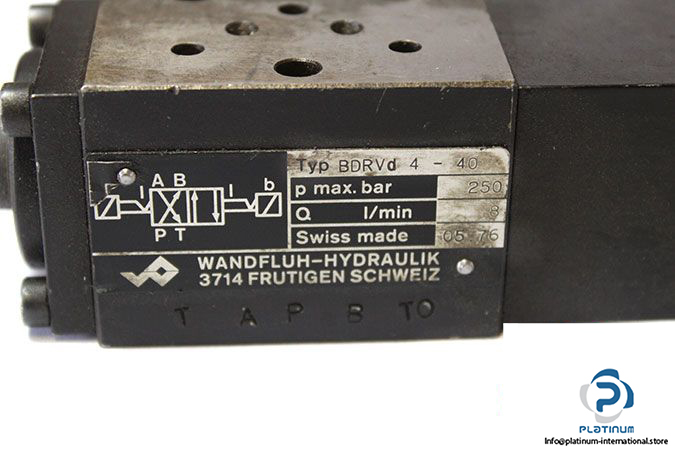 Typ BDRVd 4 - 40
p max. bar 250
Q l/min 8
Swiss made 05 76
A B
l l b
P T
WANDFLUH-HYDRAULIK
3714 FRUTIGEN SCHWEIZ
T A P B TO
P
PLATINUM
Info@platinum-international.store